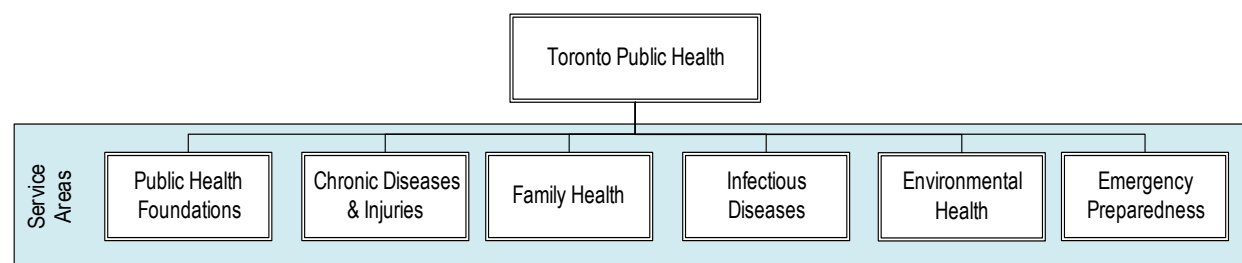 Toronto Public Health
Service
Areas
Public Health
Foundations
Chronic Diseases
& Injuries
Family Health
Infectious
Diseases
Environmental
Health
Emergency
Preparedness